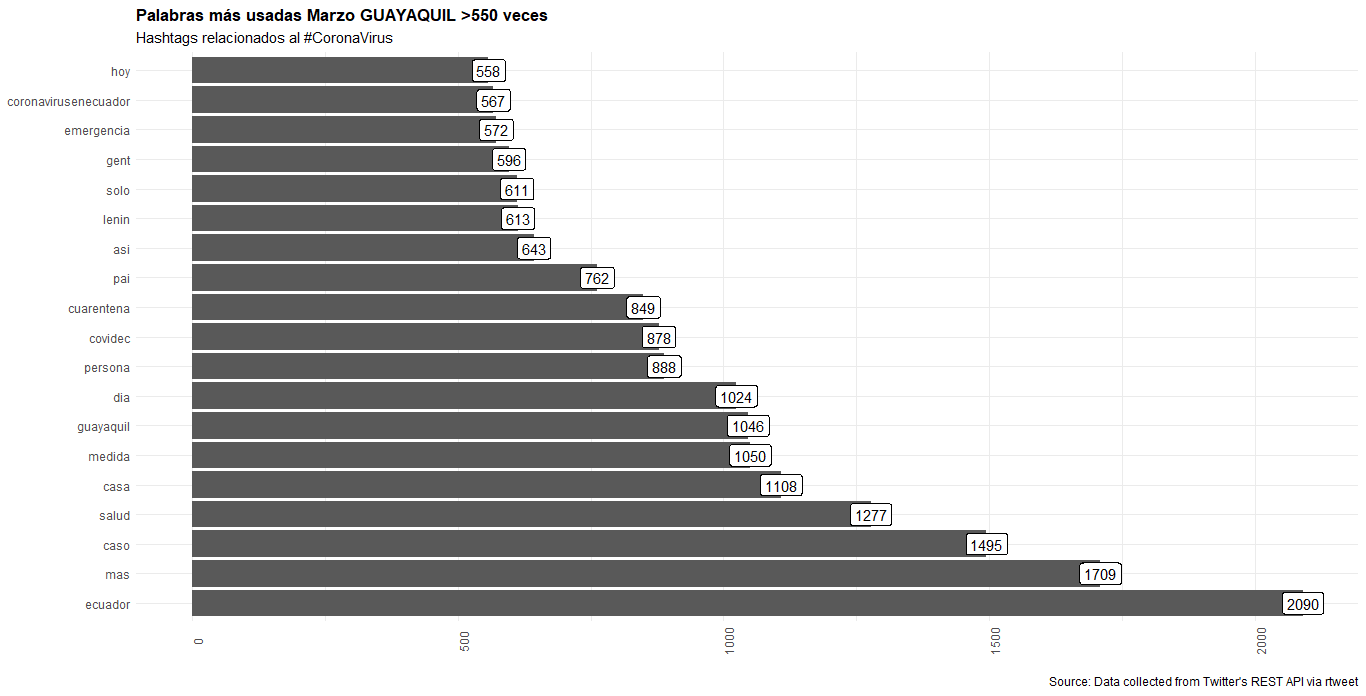 Palabras más usadas Marzo GUAYAQUIL >550 veces
Hashtags relacionados al #CoronaVirus
hoy 558
coronavirusenecuador 567
emergencia 572
gent 596
solo 611
lenin 613
asi 643
pai 762
cuarentena 849
covidec 878
persona 888
dia 1024
guayaquil 1046
medida 1050
casa 1108
salud 1277
caso 1495
mas 1709
ecuador 2090
0 500 1000 1500 2000
Source: Data collected from Twitter's REST API via rtweet